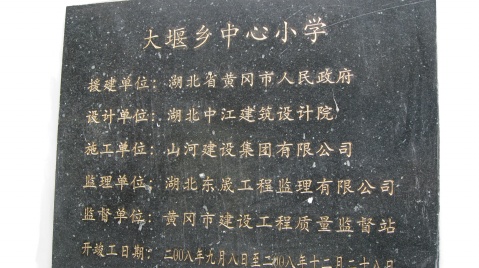 大堰乡中心小学
援建单位：湖北省黄冈市人民政府
设计单位：湖北中江建筑设计院
施工单位：山河建设集团有限公司
监理单位：湖北东晟工程监理有限公司
监督单位：黄冈市建设工程质量监督站
开竣工日期：二00八年九月八日至二00八年十二月二十八日